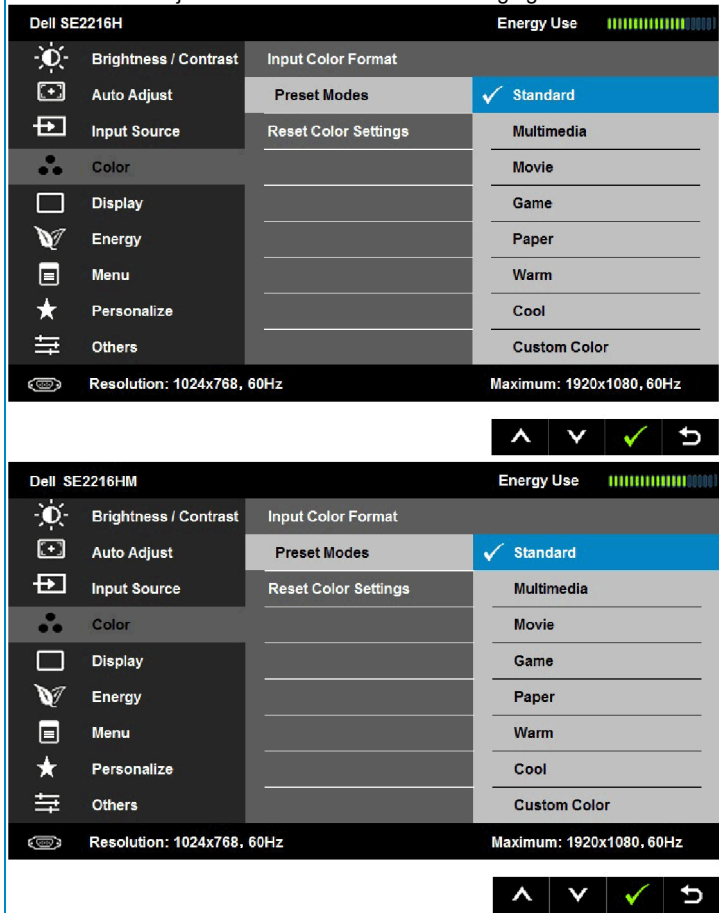 Dell SE2216H Energy Use
Brightness / Contrast Input Color Format
Auto Adjust Preset Modes Standard
Input Source Reset Color Settings Multimedia
Color Movie
Display Game
Energy Paper
Menu Warm
Personalize Cool
Others Custom Color
Resolution: 1024x768, 60Hz Maximum: 1920x1080, 60Hz
Dell SE2216HM Energy Use
Brightness / Contrast Input Color Format
Auto Adjust Preset Modes Standard
Input Source Reset Color Settings Multimedia
Color Movie
Display Game
Energy Paper
Menu Warm
Personalize Cool
Others Custom Color
Resolution: 1024x768, 60Hz Maximum: 1920x1080, 60Hz